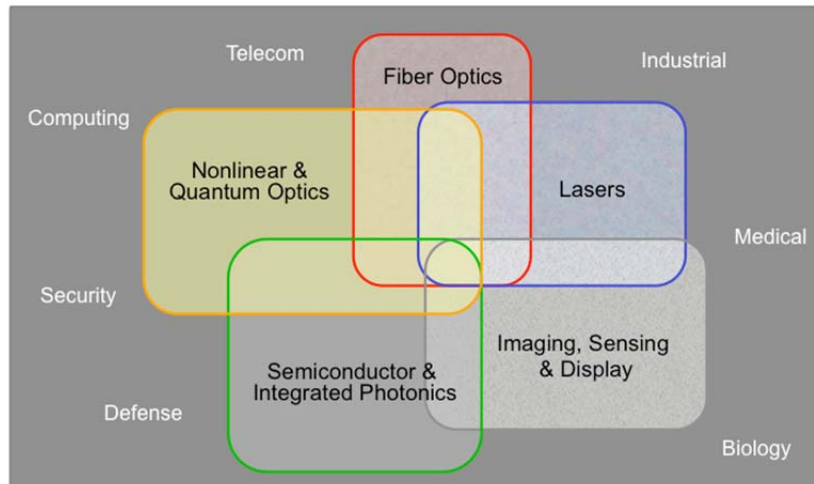 Telecom
Fiber Optics
Industrial
Computing
Nonlinear &
Quantum Optics
Lasers
Medical
Security
Imaging, Sensing
& Display
Semiconductor &
Integrated Photonics
Defense
Biology